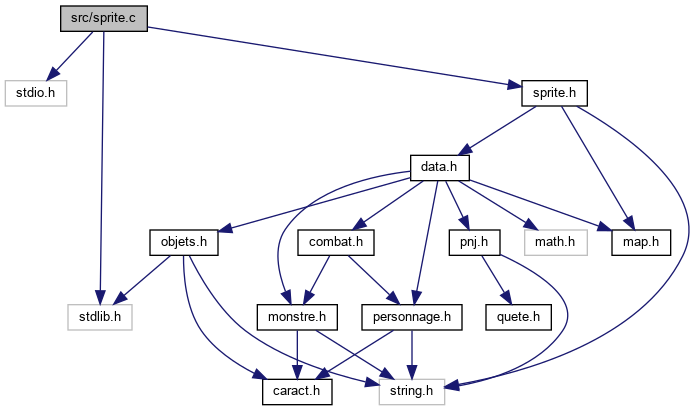 src/sprite.c
stdio.h
sprite.h
data.h
objets.h
combat.h
pnj.h
math.h
map.h
stdlib.h
monstre.h
personnage.h
quete.h
caract.h
string.h